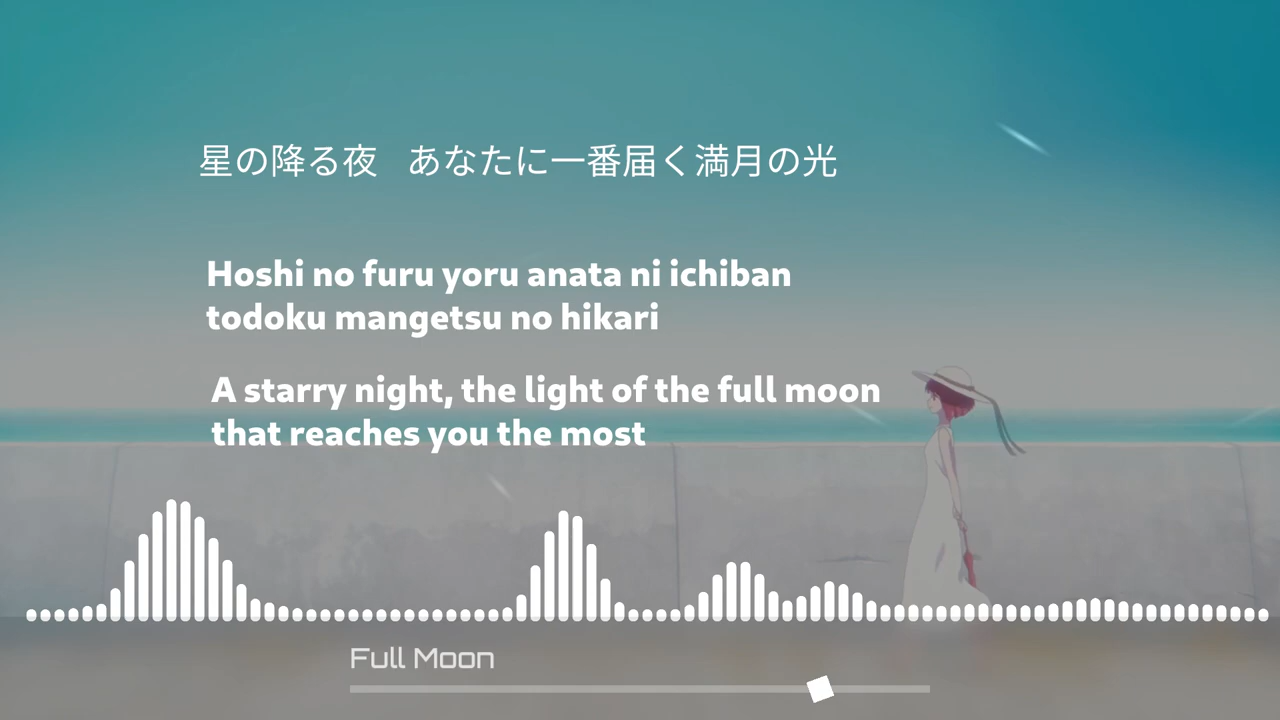 星の降る夜 あなたに一番届く満月の光
Hoshi no furu yoru anata ni ichiban
todoku mangetsu no hikari
A starry night, the light of the full moon
that reaches you the most
Full Moon